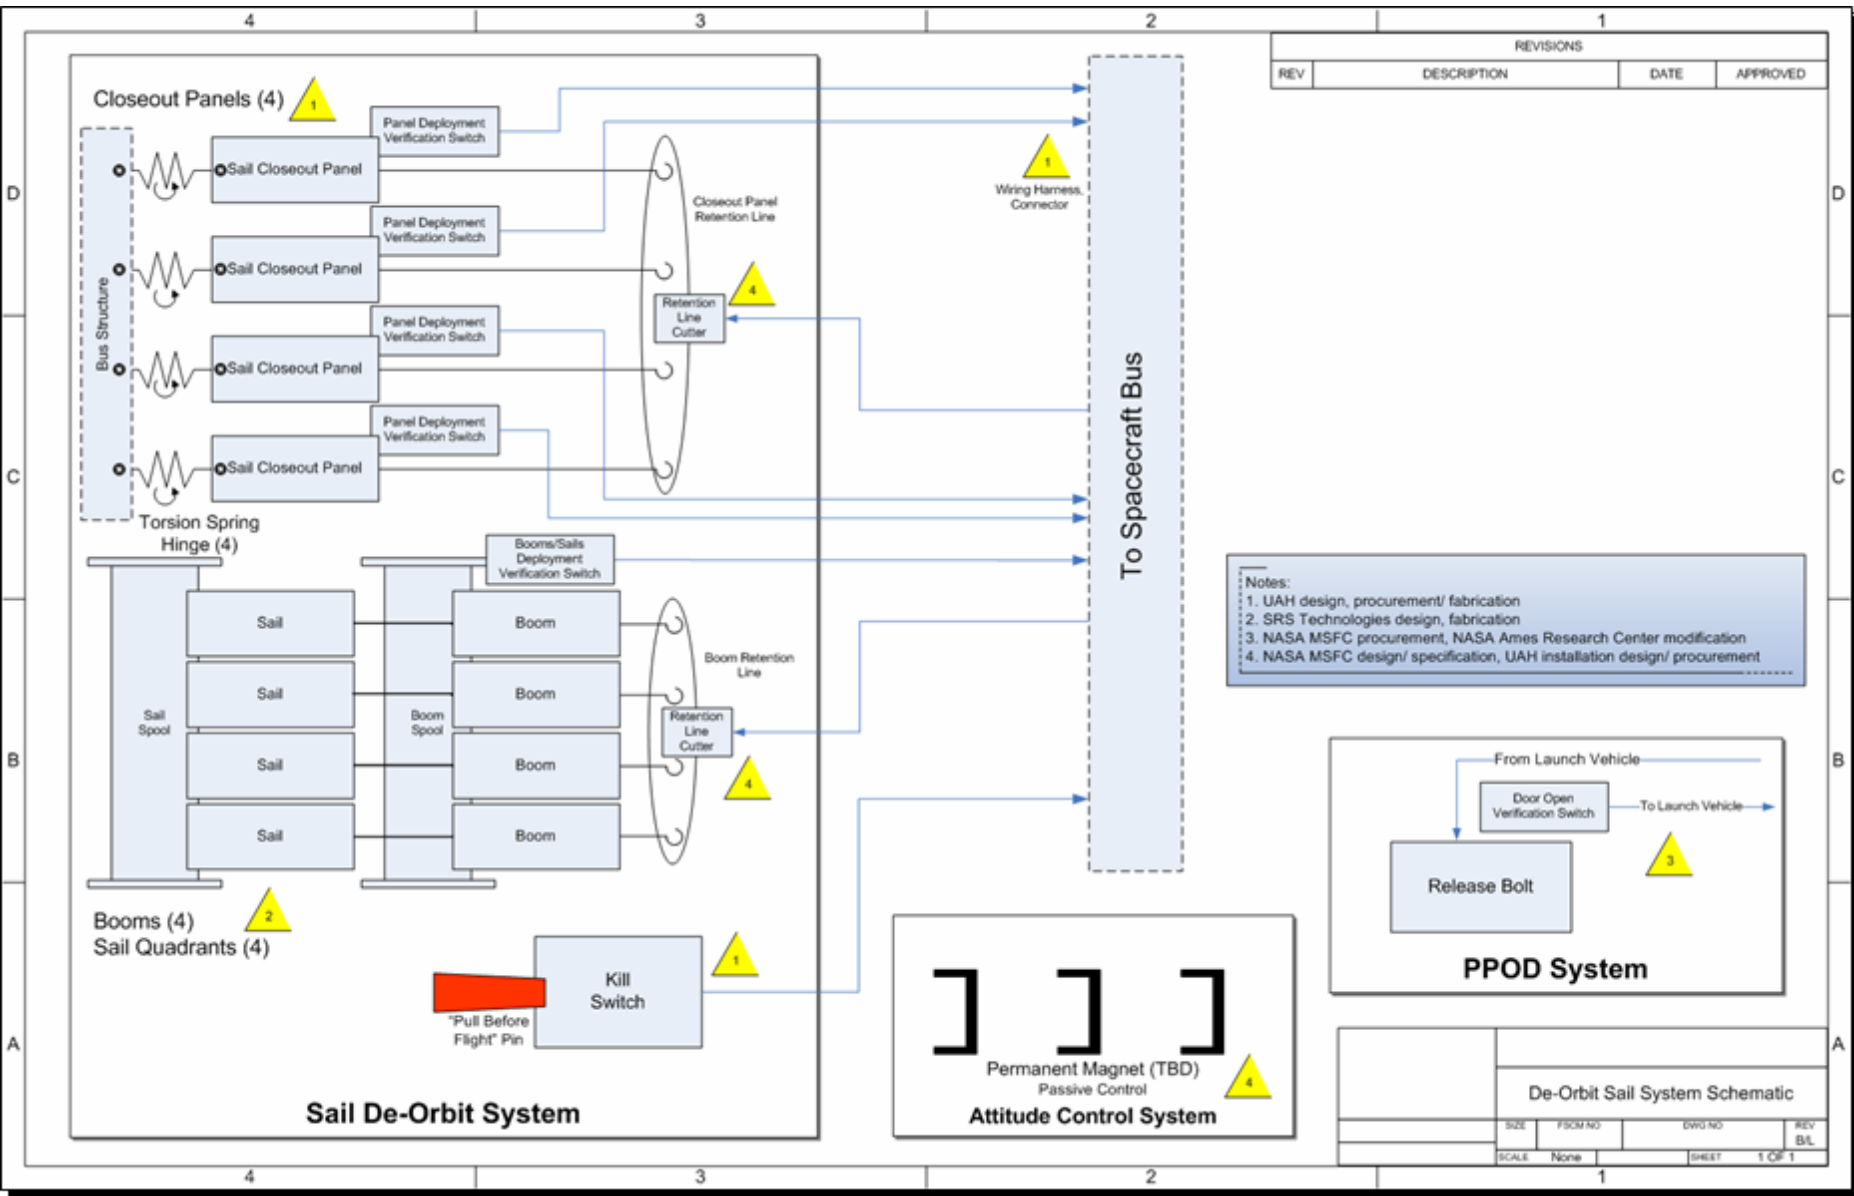 4 3 2 1
REVISIONS
REV DESCRIPTION DATE APPROVED
Closeout Panels (4)
1
Panel Deployment
Verification Switch
Sail Closeout Panel
Panel Deployment
Verification Switch
Sail Closeout Panel
Panel Deployment
Verification Switch
Sail Closeout Panel
Panel Deployment
Verification Switch
Sail Closeout Panel
Bus Structure
Torsion Spring
Hinge (4)
Closeout Panel
Retention Line
4
Retention
Line
Cutter
1
Wiring Harness,
Connector
To Spacecraft Bus
D
D
C
C
Booms/Sails
Deployment
Verification Switch
Sail
Sail
Sail
Sail
Sail
Spool
Boom
Spool
Boom
Boom
Boom
Boom
Boom Retention
Line
Retention
Line
Cutter
4
B
B
Booms (4)
Sail Quadrants (4)
2
Kill
Switch
1
"Pull Before
Flight" Pin
Sail De-Orbit System
A
A
Notes:
1. UAH design, procurement/ fabrication
2. SRS Technologies design, fabrication
3. NASA MSFC procurement, NASA Ames Research Center modification
4. NASA MSFC design/ specification, UAH installation design/ procurement
From Launch Vehicle
Door Open
Verification Switch
To Launch Vehicle
3
Release Bolt
PPOD System
Permanent Magnet (TBD)
Passive Control
4
Attitude Control System
De-Orbit Sail System Schematic
SIZE FSCM NO DWG NO REV
B/L
SCALE None SHEET 1 OF 1
4 3 2 1